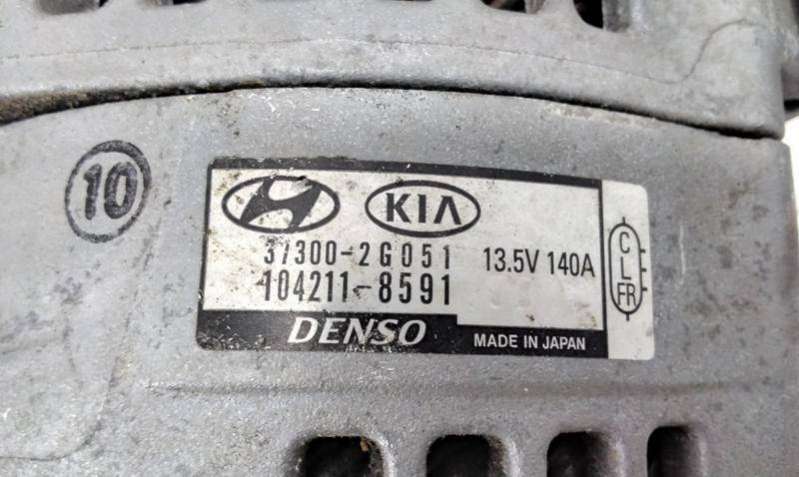 10
KIA
37300-2G051 13.5V 140A
104211-8591
DENSO MADE IN JAPAN
C
L
FR